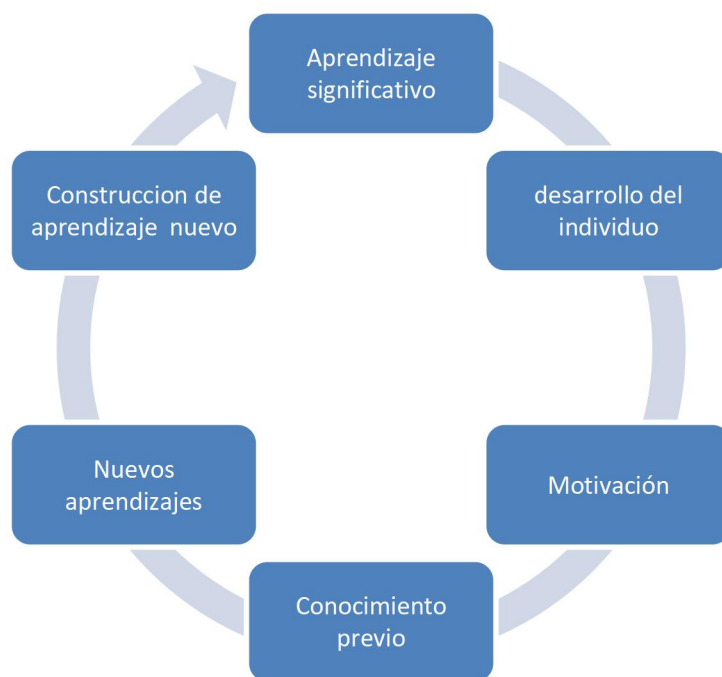 Aprendizaje
significativo
desarrollo del
individuo
Motivación
Conocimiento
previo
Nuevos
aprendizajes
Construccion de
aprendizaje nuevo